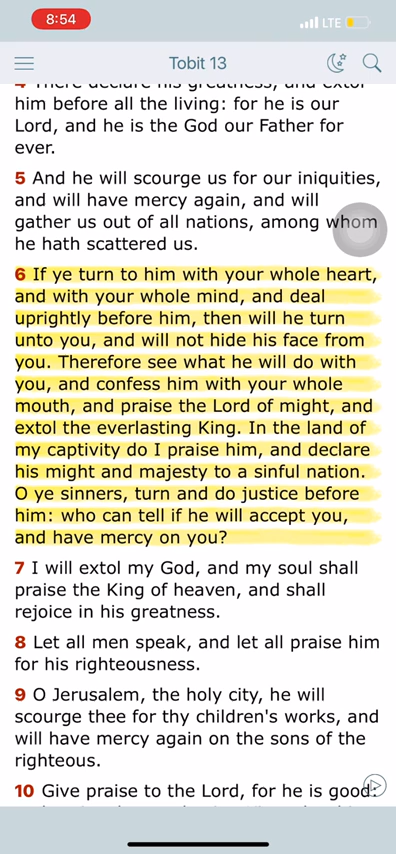 8:54
LTE
Tobit 13
4 There declare his greatness, and extol
him before all the living: for he is our
Lord, and he is the God our Father for
ever.
5 And he will scourge us for our iniquities,
and will have mercy again, and will
gather us out of all nations, among whom
he hath scattered us.
6 If ye turn to him with your whole heart,
and with your whole mind, and deal
uprightly before him, then will he turn
unto you, and will not hide his face from
you. Therefore see what he will do with
you, and confess him with your whole
mouth, and praise the Lord of might, and
extol the everlasting King. In the land of
my captivity do I praise him, and declare
his might and majesty to a sinful nation.
O ye sinners, turn and do justice before
him: who can tell if he will accept you,
and have mercy on you?
7 I will extol my God, and my soul shall
praise the King of heaven, and shall
rejoice in his greatness.
8 Let all men speak, and let all praise him
for his righteousness.
9 O Jerusalem, the holy city, he will
scourge thee for thy children's works, and
will have mercy again on the sons of the
righteous.
10 Give praise to the Lord, for he is good: